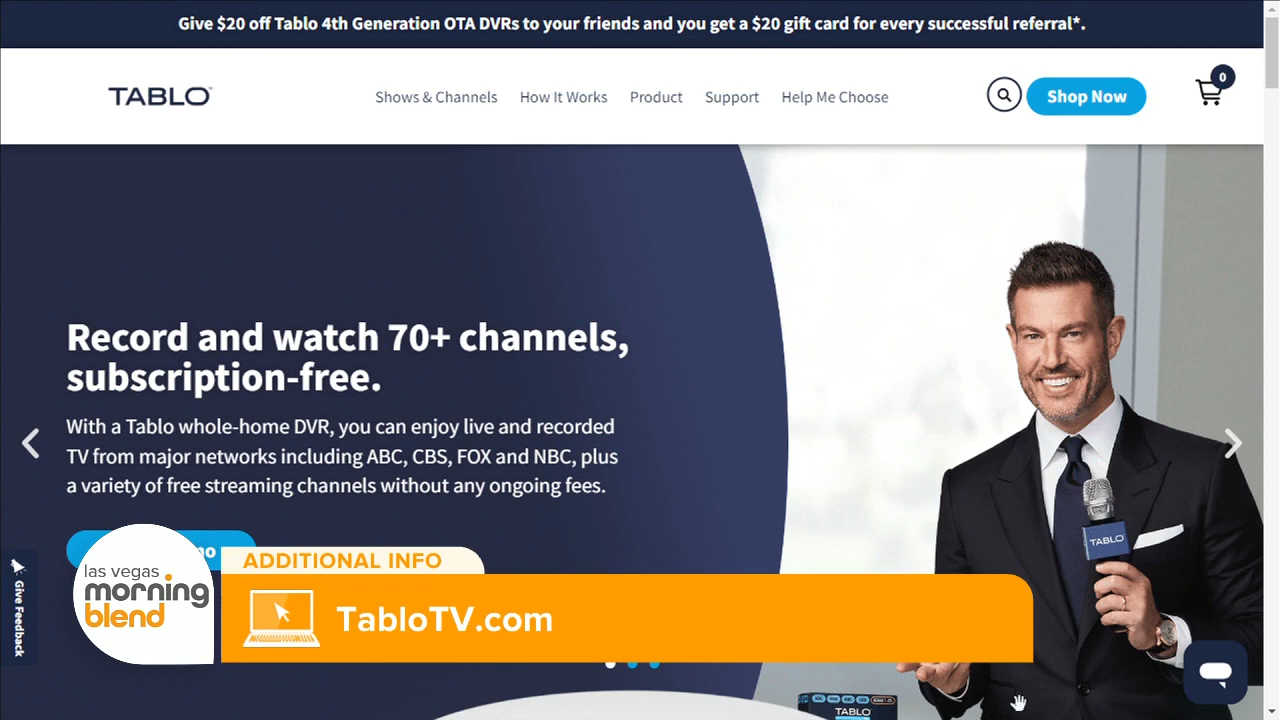 Give $20 off Tablo 4th Generation OTA DVRs to your friends and you get a $20 gift card for every successful referral*.
TABLO
Shows & Channels How It Works Product Support Help Me Choose
Shop Now
0
Record and watch 70+ channels,
subscription-free.
With a Tablo whole-home DVR, you can enjoy live and recorded
TV from major networks including ABC, CBS, FOX and NBC, plus
a variety of free streaming channels without any ongoing fees.
TABLO
Give Feedback
las vegas
morning
blend
ADDITIONAL INFO
TabloTV.com
TABLO